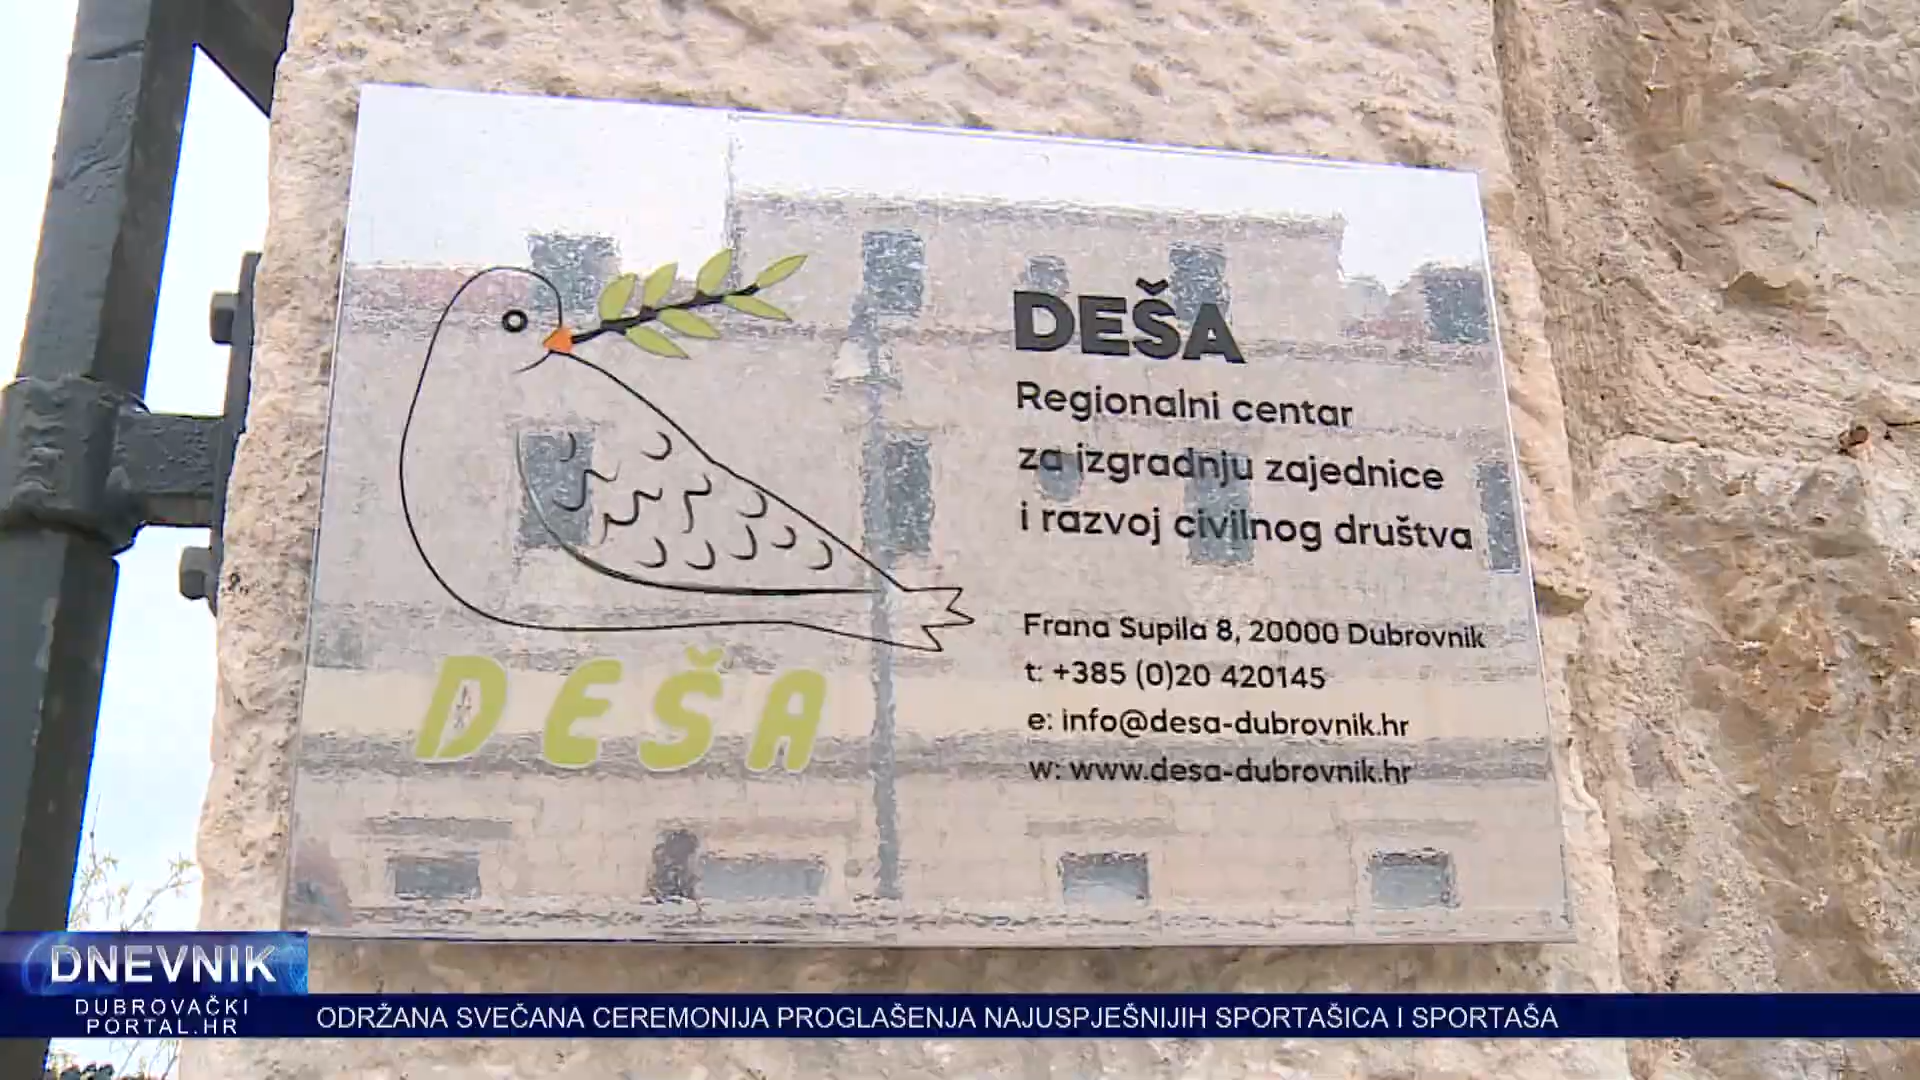 DEŠA
Regionalni centar
za izgradnju zajednice
i razvoj civilnog društva
Frana Supila 8, 20000 Dubrovnik
t: +385 (0)20 420145
e: info@desa-dubrovnik.hr
w: www.desa-dubrovnik.hr
DEŠA
DNEVNIK
DUBROVAČKI
PORTAL.HR
ODRŽANA SVEČANA CEREMONIJA PROGLAŠENJA NAJUSPJEŠNIJIH SPORTAŠICA I SPORTAŠA